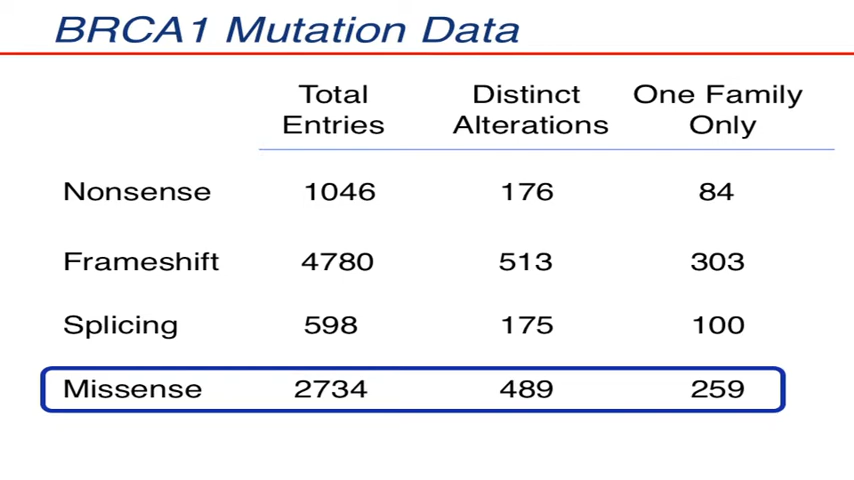 BRCA1 Mutation Data
Total Entries Distinct Alterations One Family Only
Nonsense 1046 176 84
Frameshift 4780 513 303
Splicing 598 175 100
Missense 2734 489 259